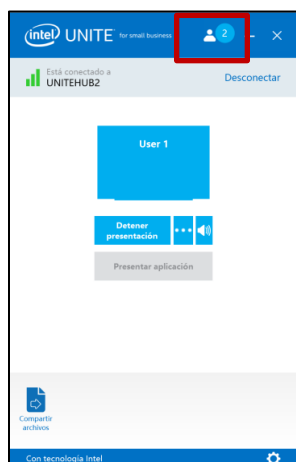 intel UNITE for small business 2
Está conectado a
UNITEHUB2
Desconectar
User 1
Detener
presentación
Presentar aplicación
Compartir
archivos
Con tecnología Intel